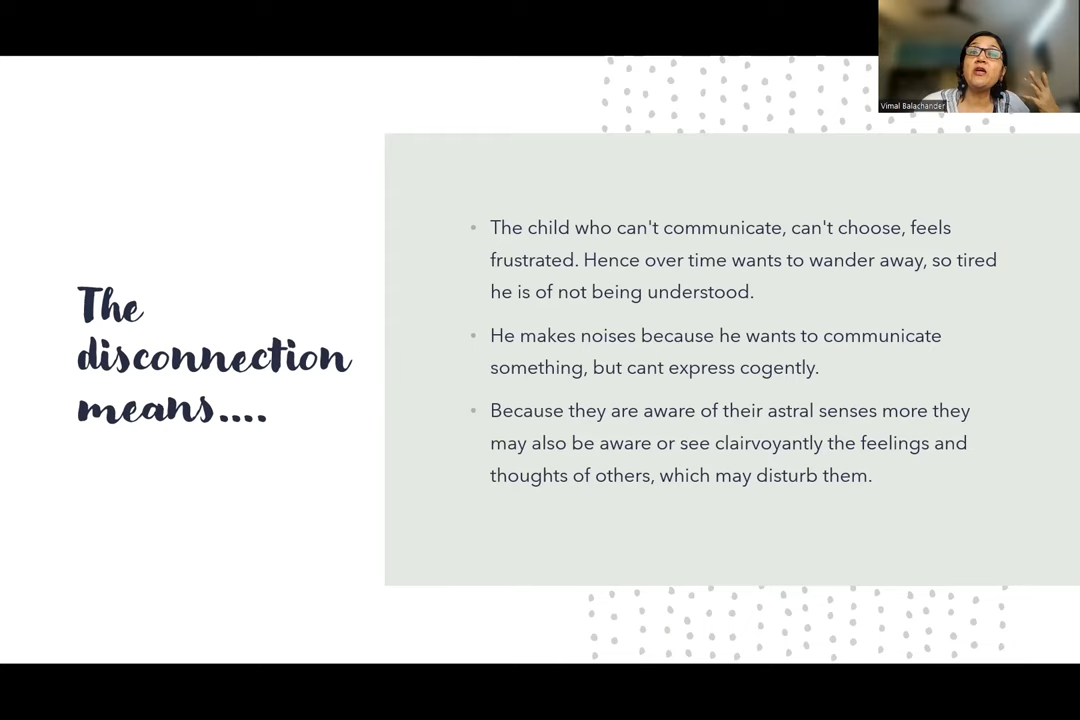 Vimal Balachander
The
disconnection
means....
• The child who can't communicate, can't choose, feels
frustrated. Hence over time wants to wander away, so tired
he is of not being understood.
• He makes noises because he wants to communicate
something, but cant express cogently.
• Because they are aware of their astral senses more they
may also be aware or see clairvoyantly the feelings and
thoughts of others, which may disturb them.